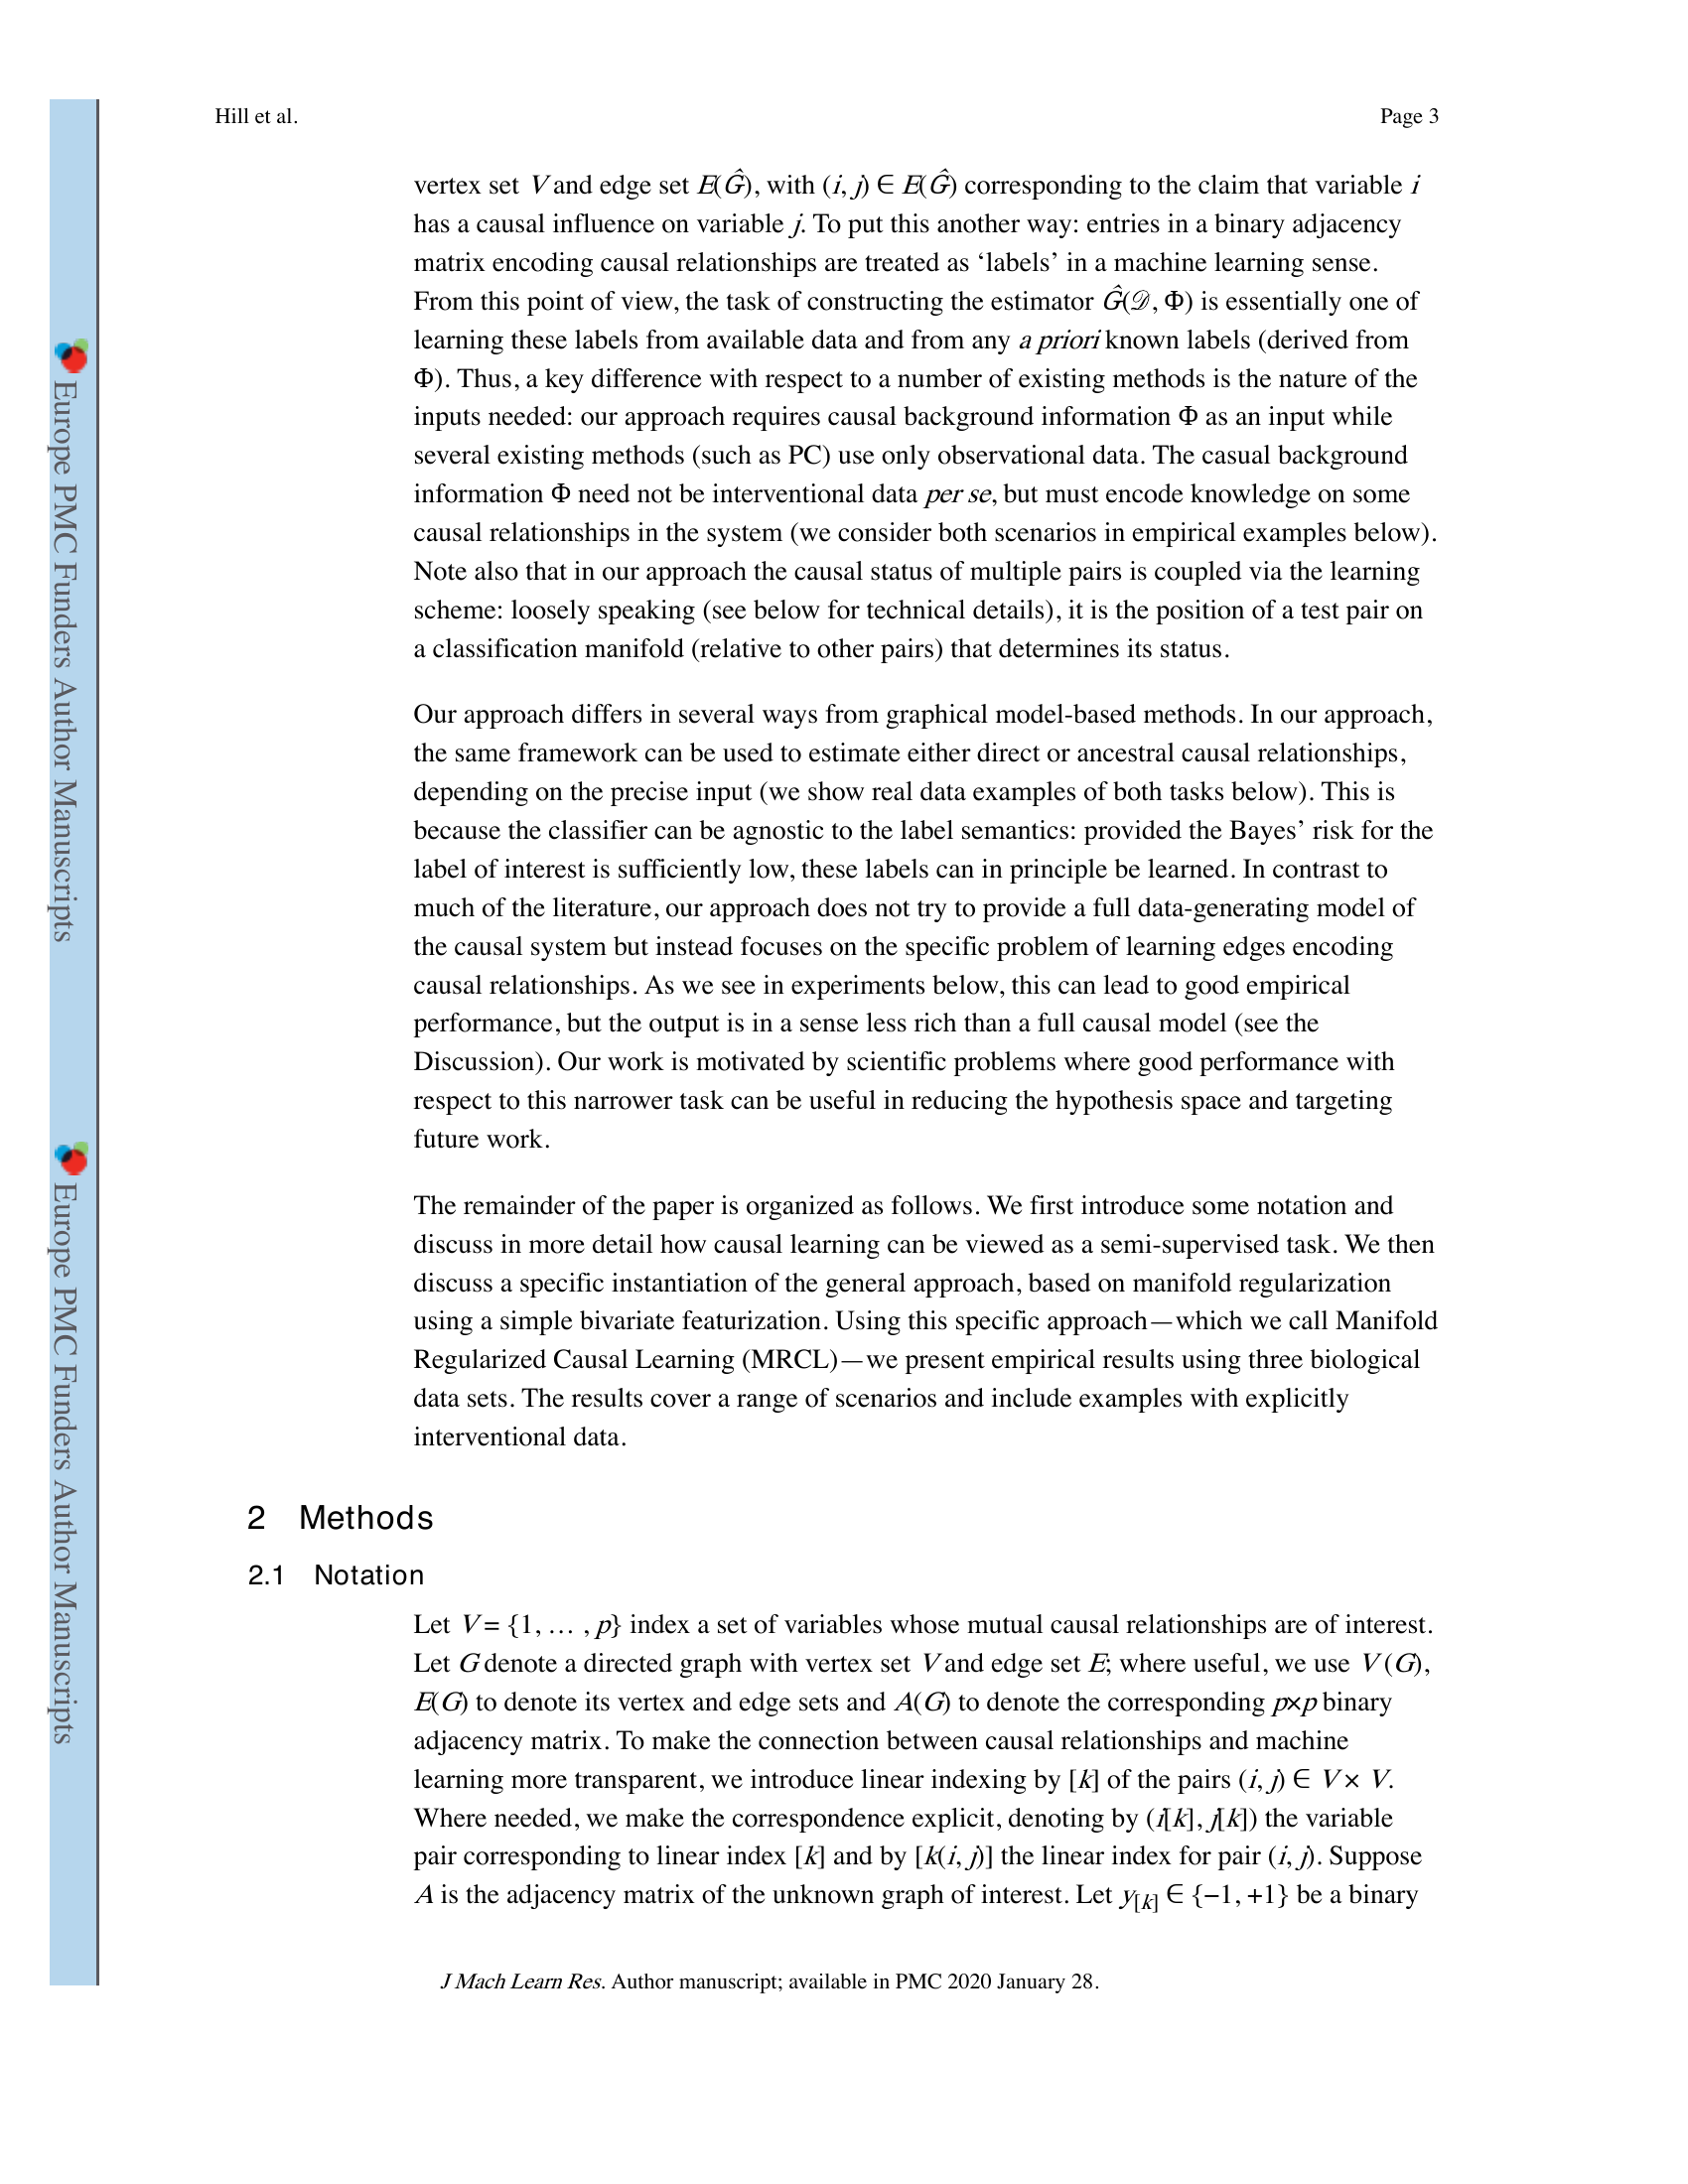 Hill et al.
Page 3
vertex set V and edge set E(Ĝ), with (i, j) ∈ E(Ĝ) corresponding to the claim that variable i
has a causal influence on variable j. To put this another way: entries in a binary adjacency
matrix encoding causal relationships are treated as ‘labels’ in a machine learning sense.
From this point of view, the task of constructing the estimator Ĝ(𝒟, Φ) is essentially one of
learning these labels from available data and from any a priori known labels (derived from
Φ). Thus, a key difference with respect to a number of existing methods is the nature of the
inputs needed: our approach requires causal background information Φ as an input while
several existing methods (such as PC) use only observational data. The casual background
information Φ need not be interventional data per se, but must encode knowledge on some
causal relationships in the system (we consider both scenarios in empirical examples below).
Note also that in our approach the causal status of multiple pairs is coupled via the learning
scheme: loosely speaking (see below for technical details), it is the position of a test pair on
a classification manifold (relative to other pairs) that determines its status.
Our approach differs in several ways from graphical model-based methods. In our approach,
the same framework can be used to estimate either direct or ancestral causal relationships,
depending on the precise input (we show real data examples of both tasks below). This is
because the classifier can be agnostic to the label semantics: provided the Bayes’ risk for the
label of interest is sufficiently low, these labels can in principle be learned. In contrast to
much of the literature, our approach does not try to provide a full data-generating model of
the causal system but instead focuses on the specific problem of learning edges encoding
causal relationships. As we see in experiments below, this can lead to good empirical
performance, but the output is in a sense less rich than a full causal model (see the
Discussion). Our work is motivated by scientific problems where good performance with
respect to this narrower task can be useful in reducing the hypothesis space and targeting
future work.
The remainder of the paper is organized as follows. We first introduce some notation and
discuss in more detail how causal learning can be viewed as a semi-supervised task. We then
discuss a specific instantiation of the general approach, based on manifold regularization
using a simple bivariate featurization. Using this specific approach—which we call Manifold
Regularized Causal Learning (MRCL)—we present empirical results using three biological
data sets. The results cover a range of scenarios and include examples with explicitly
interventional data.
2 Methods
2.1 Notation
Let V = {1, … , p} index a set of variables whose mutual causal relationships are of interest.
Let G denote a directed graph with vertex set V and edge set E; where useful, we use V (G),
E(G) to denote its vertex and edge sets and A(G) to denote the corresponding p×p binary
adjacency matrix. To make the connection between causal relationships and machine
learning more transparent, we introduce linear indexing by [k] of the pairs (i, j) ∈ V × V.
Where needed, we make the correspondence explicit, denoting by (i[k], j[k]) the variable
pair corresponding to linear index [k] and by [k(i, j)] the linear index for pair (i, j). Suppose
A is the adjacency matrix of the unknown graph of interest. Let y[k] ∈ {−1, +1} be a binary
J Mach Learn Res. Author manuscript; available in PMC 2020 January 28.
Europe PMC Funders Author Manuscripts
Europe PMC Funders Author Manuscripts